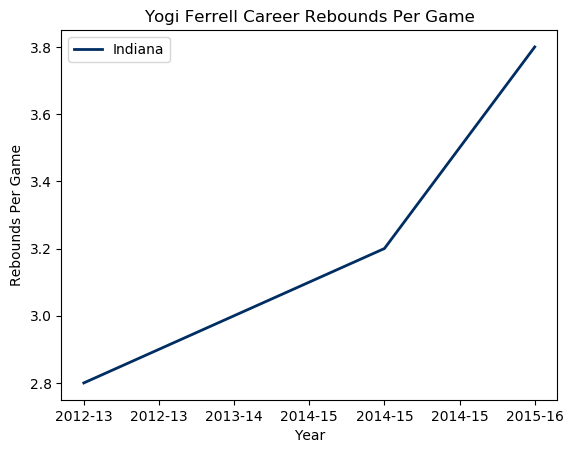 Yogi Ferrell Career Rebounds Per Game
Indiana
3.8
3.6
3.4
3.2
3.0
2.8
Rebounds Per Game
2012-13 2012-13 2013-14 2014-15 2014-15 2014-15 2015-16
Year